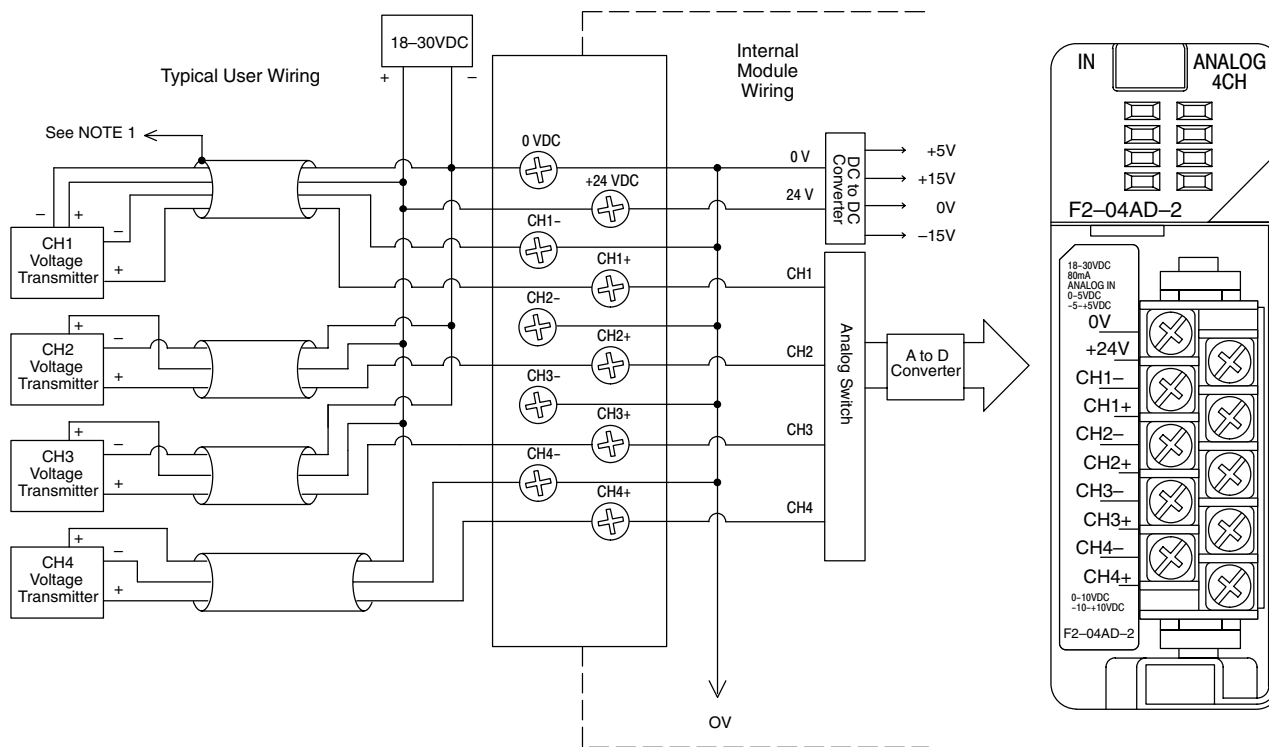 18–30VDC
+
–
Typical User Wiring
Internal
Module
Wiring
See NOTE 1
0 VDC
+24 VDC
CH1–
CH1+
CH2–
CH2+
CH3–
CH3+
CH4–
CH4+
– +
–
+
CH1
Voltage
Transmitter
+
–
+
CH2
Voltage
Transmitter
+
–
+
CH3
Voltage
Transmitter
+
–
+
CH4
Voltage
Transmitter
0 V
24 V
CH1
CH2
CH3
CH4
DC to DC
Converter
+5V
+15V
0V
–15V
Analog Switch
A to D
Converter
OV
IN
ANALOG
4CH
F2–04AD–2
18-30VDC
80mA
ANALOG IN
0-5VDC
-5-+5VDC
0V
+24V
CH1–
CH1+
CH2–
CH2+
CH3–
CH3+
CH4–
CH4+
0-10VDC
-10-+10VDC
F2–04AD–2